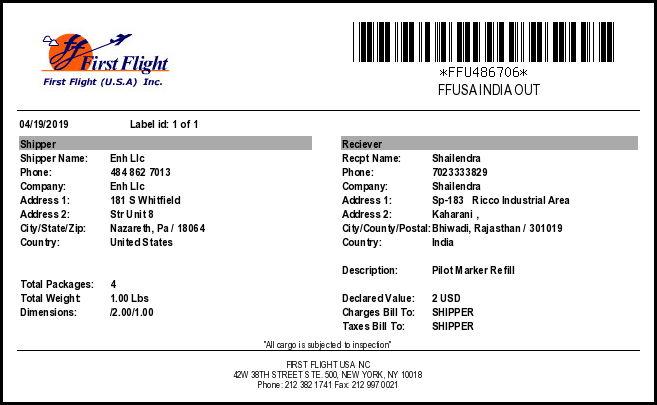 First Flight
First Flight (U.S.A) Inc.
*FFU486706*
FFUSA INDIA OUT
04/19/2019 Label id: 1 of 1
Shipper
Shipper Name: Enh Llc
Phone: 484 862 7013
Company: Enh Llc
Address 1: 181 S Whitfield
Address 2: Str Unit 8
City/State/Zip: Nazareth, Pa / 18064
Country: United States
Total Packages: 4
Total Weight: 1.00 Lbs
Dimensions: /2.00/1.00
Reciever
Recpt Name: Shailendra
Phone: 7023333829
Company: Shailendra
Address 1: Sp-183 Ricco Industrial Area
Address 2: Kaharani ,
City/County/Postal: Bhiwadi, Rajasthan / 301019
Country: India
Description: Pilot Marker Refill
Declared Value: 2 USD
Charges Bill To: SHIPPER
Taxes Bill To: SHIPPER
"All cargo is subjected to inspection"
FIRST FLIGHT USA INC
42W 38TH STREET STE. 500, NEW YORK, NY 10018
Phone: 212 382 1741 Fax: 212 997 0021